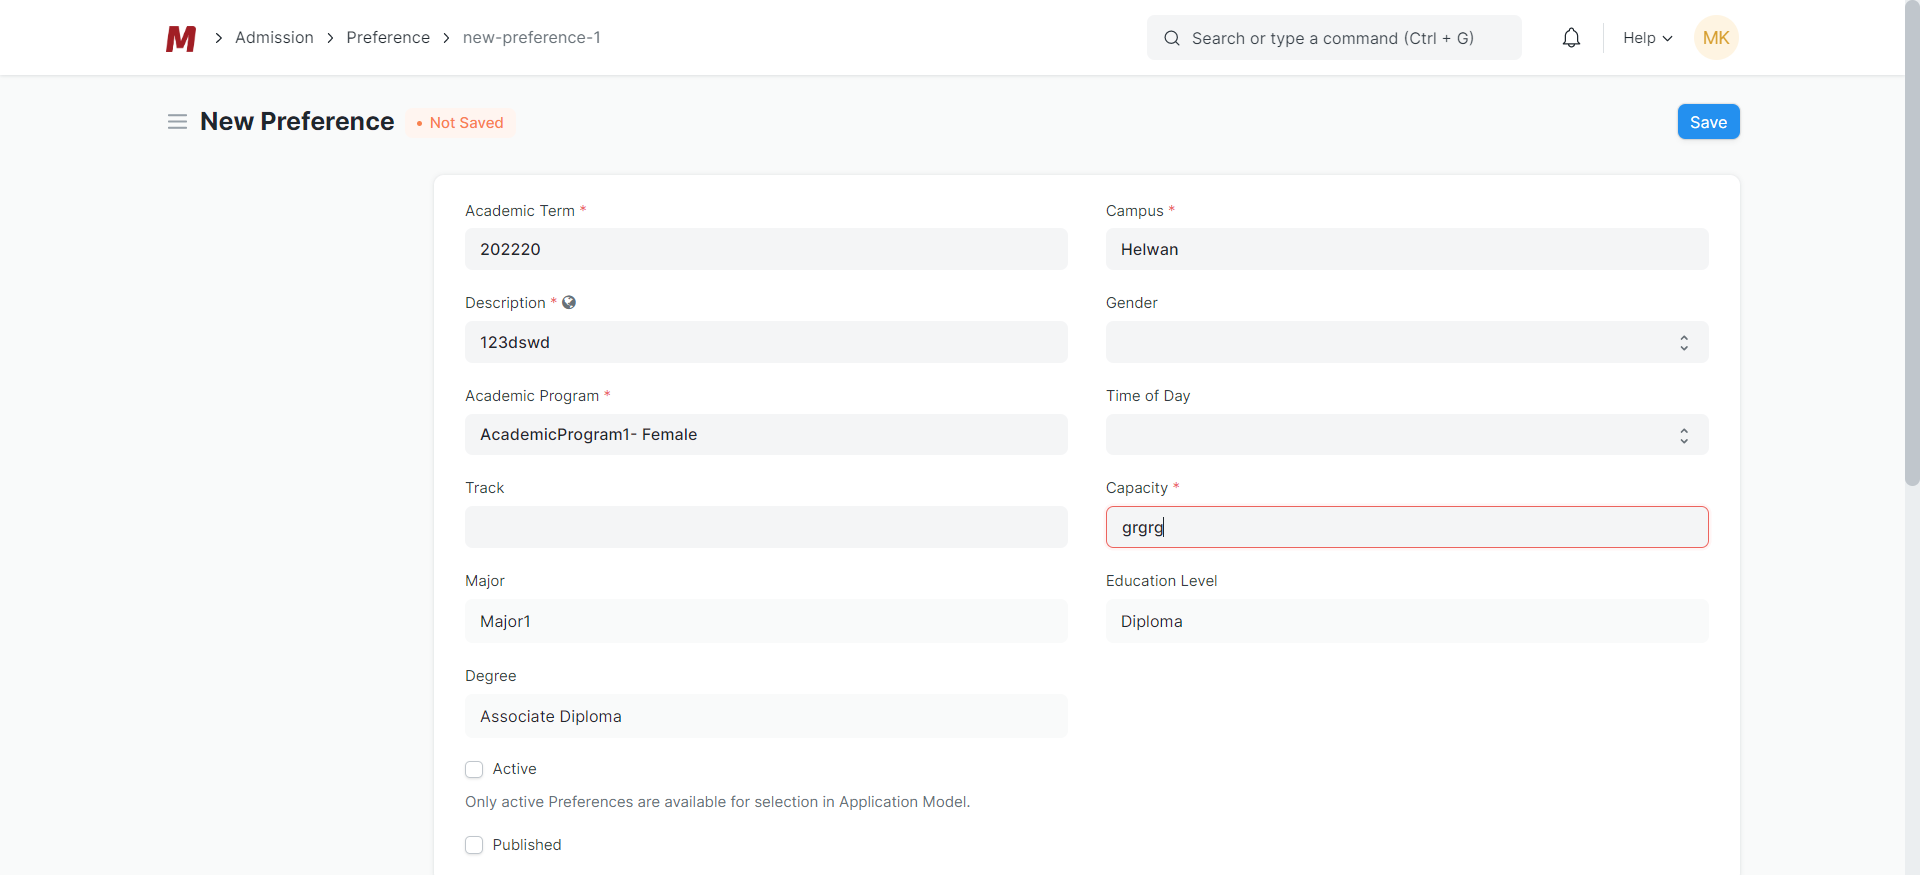 M
Admission
Preference
new-preference-1
Search or type a command (Ctrl + G)
Help
MK
New Preference
Not Saved
Save
Academic Term *
202220
Campus *
Helwan
Description *
123dswd
Gender
Academic Program *
AcademicProgram1- Female
Time of Day
Track
Capacity *
grgrg
Major
Major1
Education Level
Diploma
Degree
Associate Diploma
Active
Only active Preferences are available for selection in Application Model.
Published